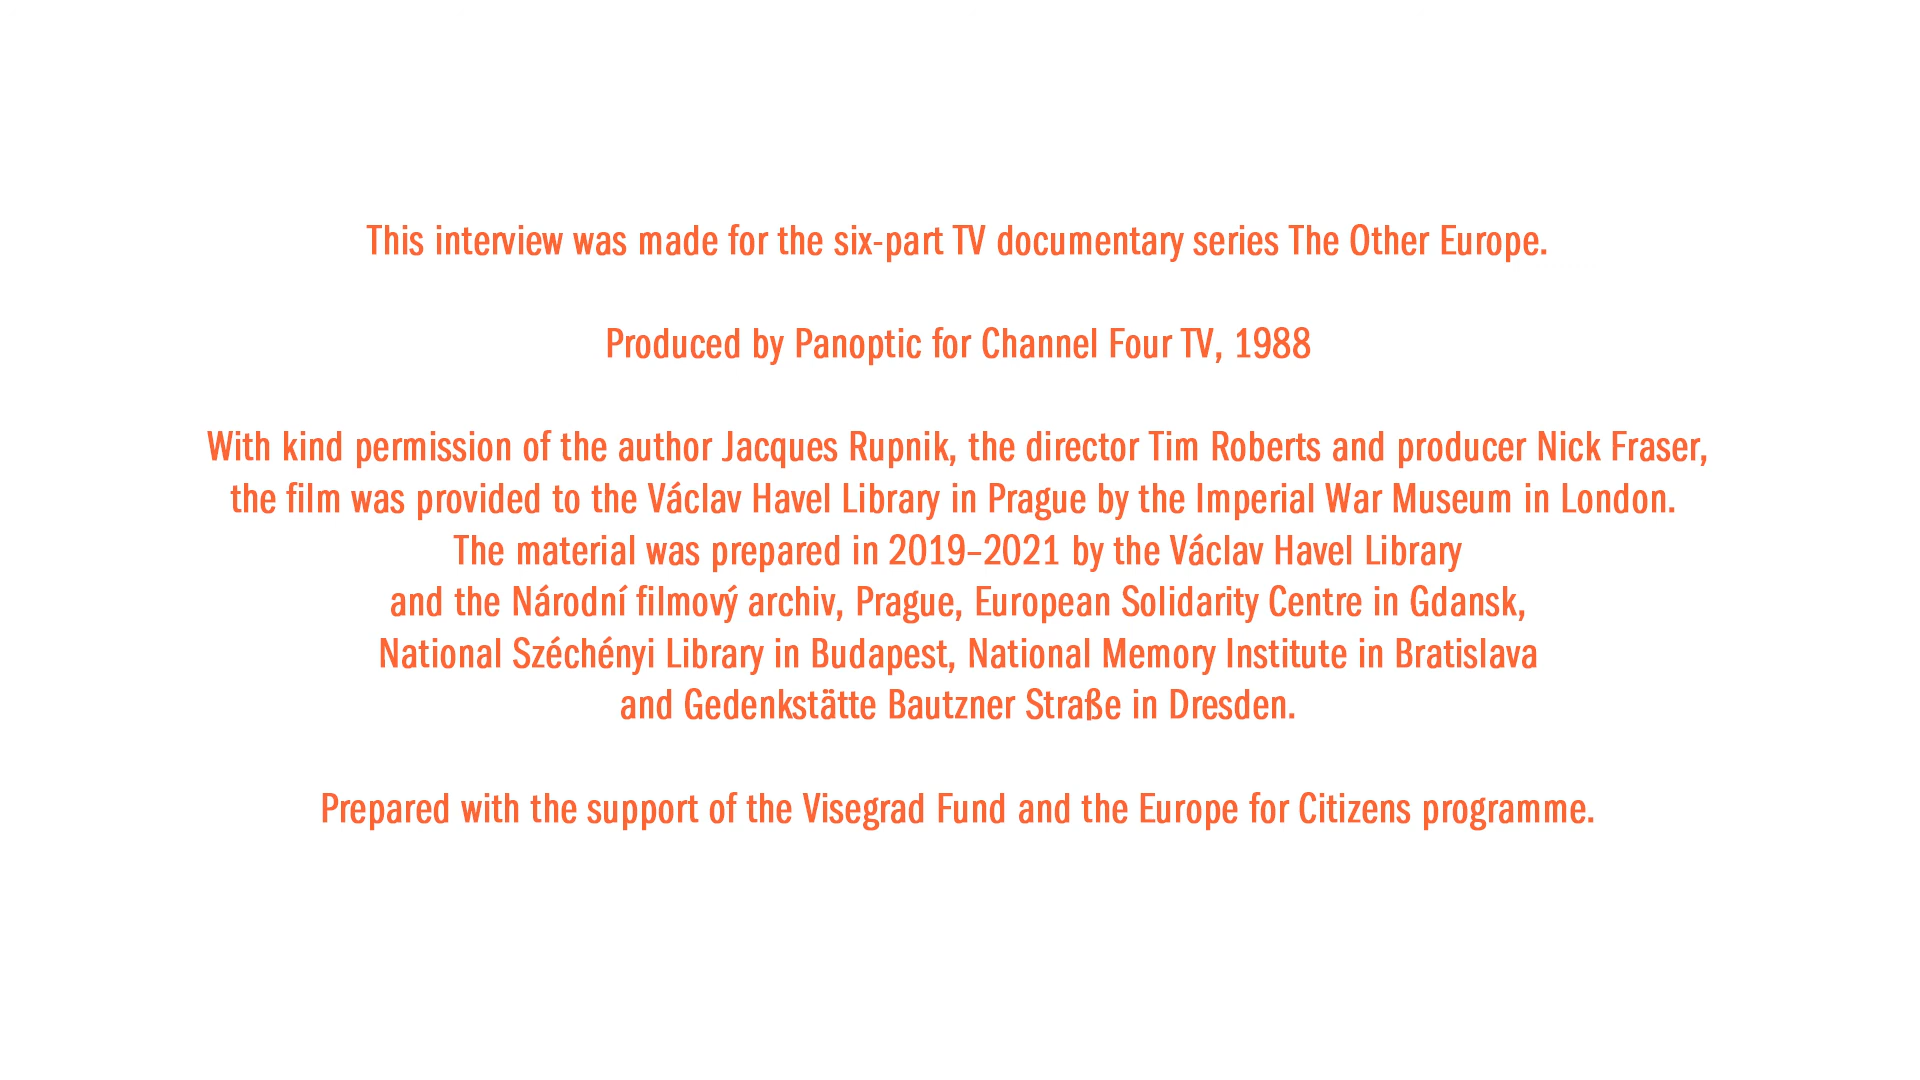 This interview was made for the six-part TV documentary series The Other Europe.
Produced by Panoptic for Channel Four TV, 1988
With kind permission of the author Jacques Rupnik, the director Tim Roberts and producer Nick Fraser,
the film was provided to the Václav Havel Library in Prague by the Imperial War Museum in London.
The material was prepared in 2019–2021 by the Václav Havel Library
and the Národní filmový archiv, Prague, European Solidarity Centre in Gdansk,
National Széchényi Library in Budapest, National Memory Institute in Bratislava
and Gedenkstätte Bautzner Straße in Dresden.
Prepared with the support of the Visegrad Fund and the Europe for Citizens programme.